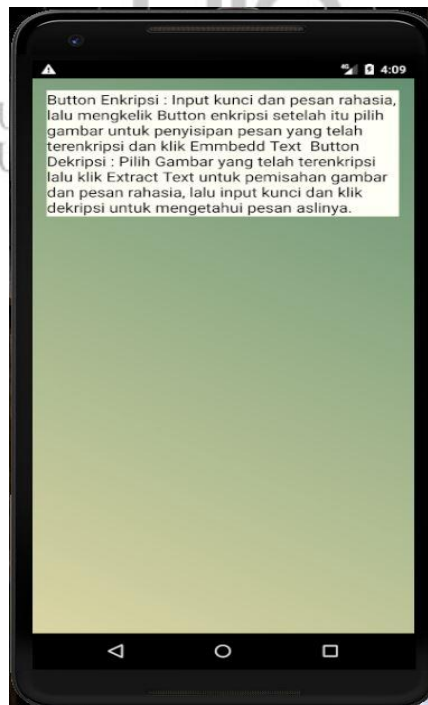 4G 4:09
Button Enkripsi : Input kunci dan pesan rahasia,
lalu mengkelik Button enkripsi setelah itu pilih
gambar untuk penyisipan pesan yang telah
terenkripsi dan klik Emmbedd Text Button
Dekripsi : Pilih Gambar yang telah terenkripsi
lalu klik Extract Text untuk pemisahan gambar
dan pesan rahasia, lalu input kunci dan klik
dekripsi untuk mengetahui pesan aslinya.